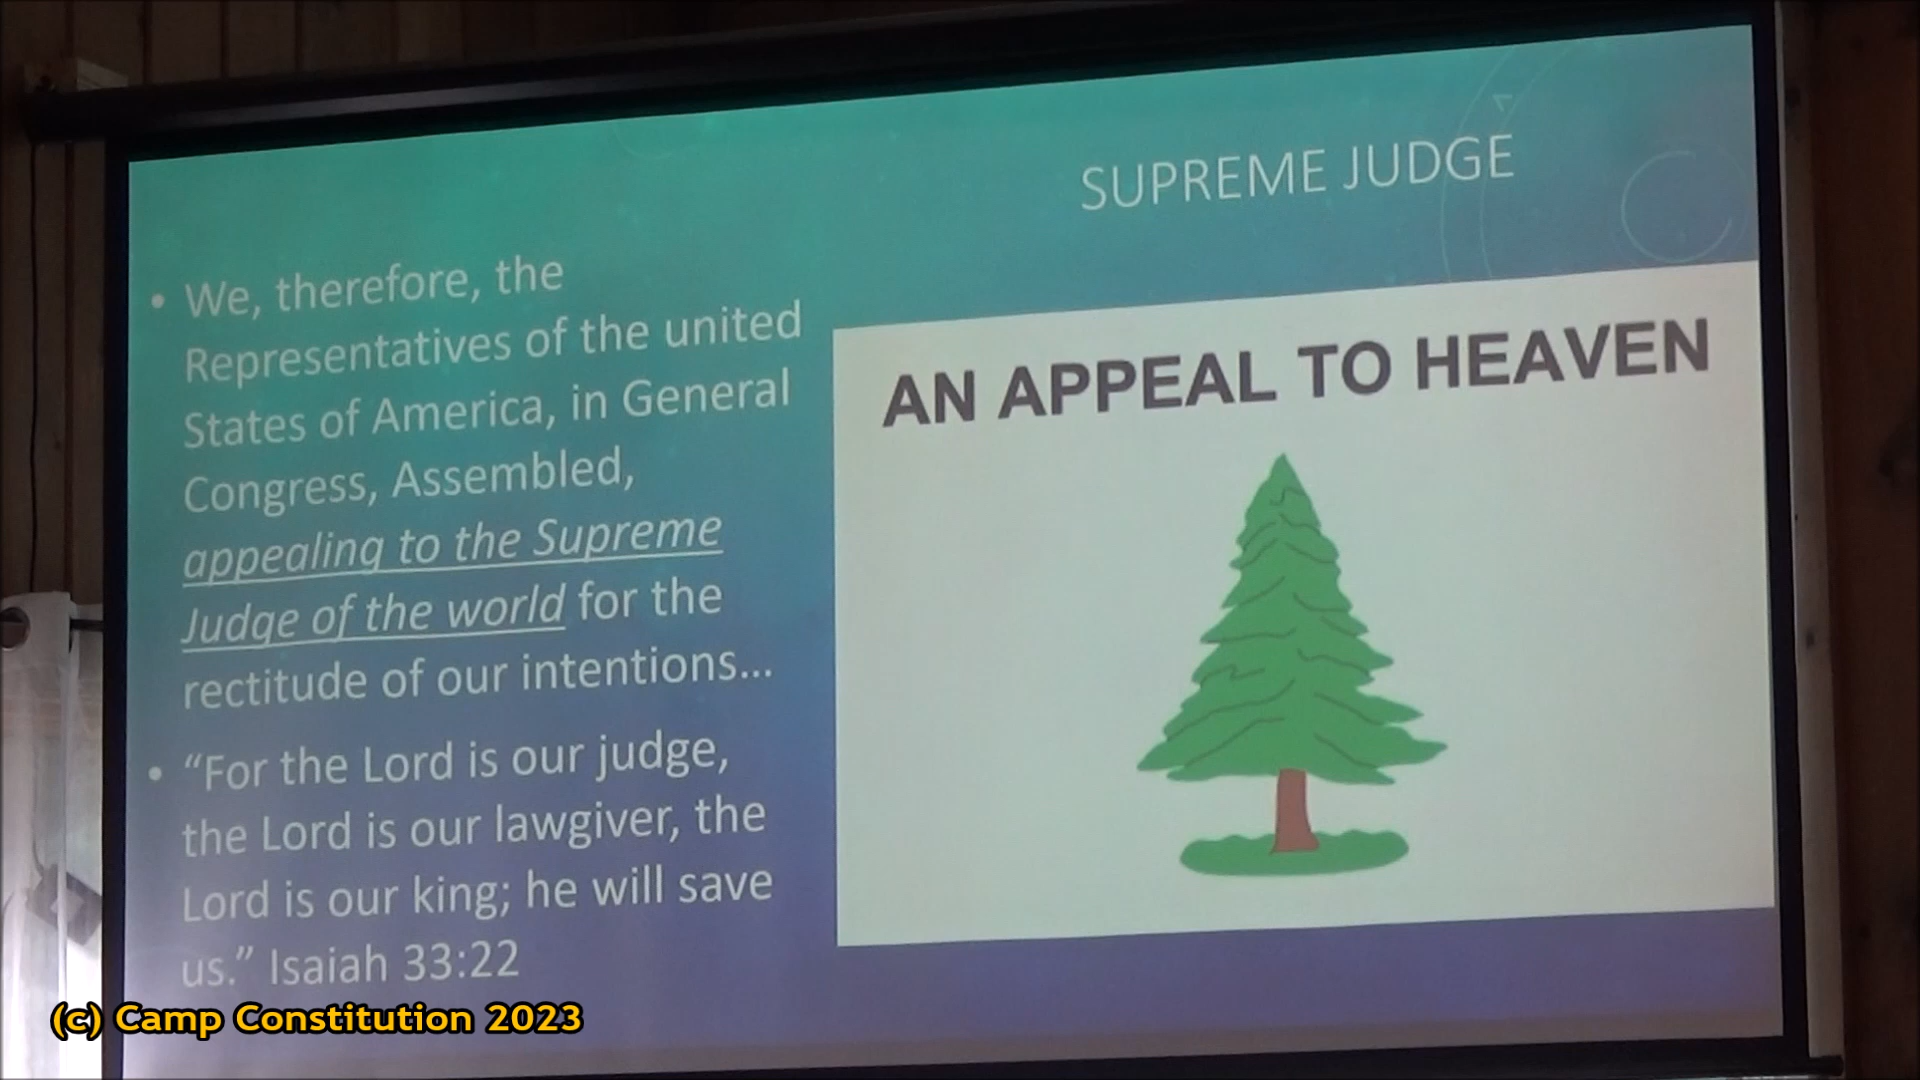 SUPREME JUDGE
• We, therefore, the
Representatives of the united
States of America, in General
Congress, Assembled,
appealing to the Supreme
Judge of the world for the
rectitude of our intentions...
• “For the Lord is our judge,
the Lord is our lawgiver, the
Lord is our king; he will save
us.” Isaiah 33:22
AN APPEAL TO HEAVEN
(c) Camp Constitution 2023